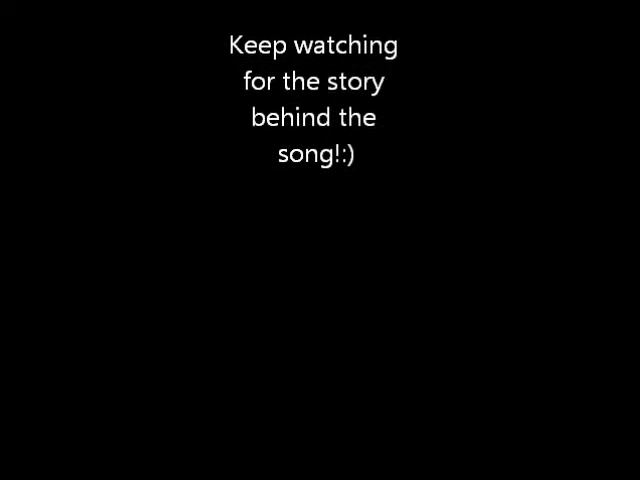 Keep watching
for the story
behind the
song!:)